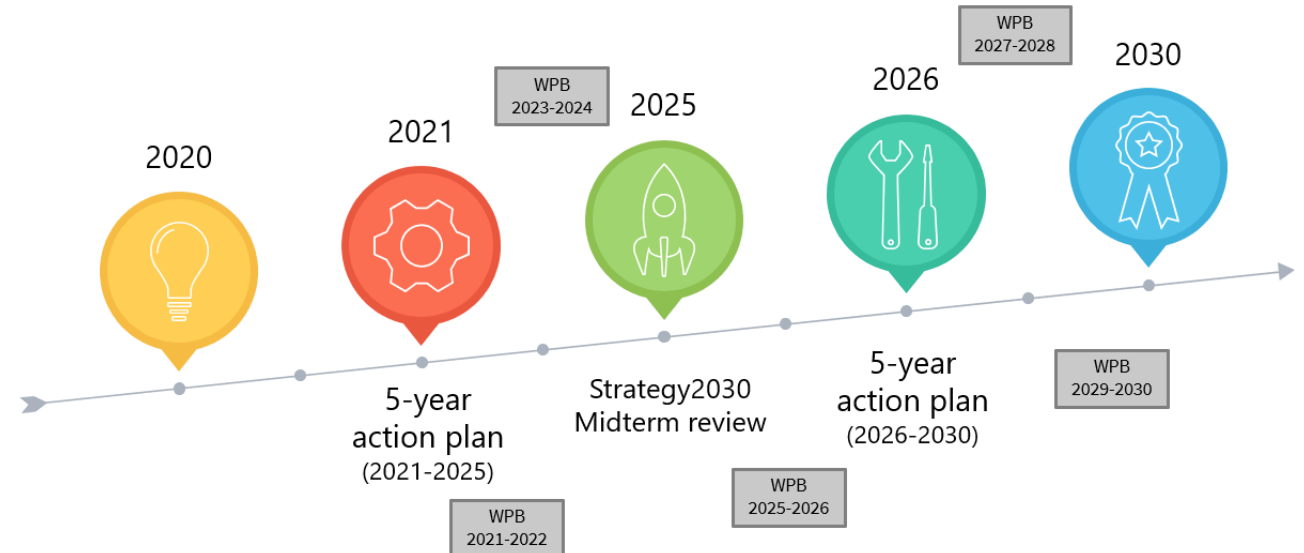 WPB
2027-2028
2030
2026
WPB
2023-2024
2025
2021
2020
5-year
action plan
(2021-2025)
Strategy2030
Midterm review
5-year
action plan
(2026-2030)
WPB
2029-2030
WPB
2025-2026
WPB
2021-2022